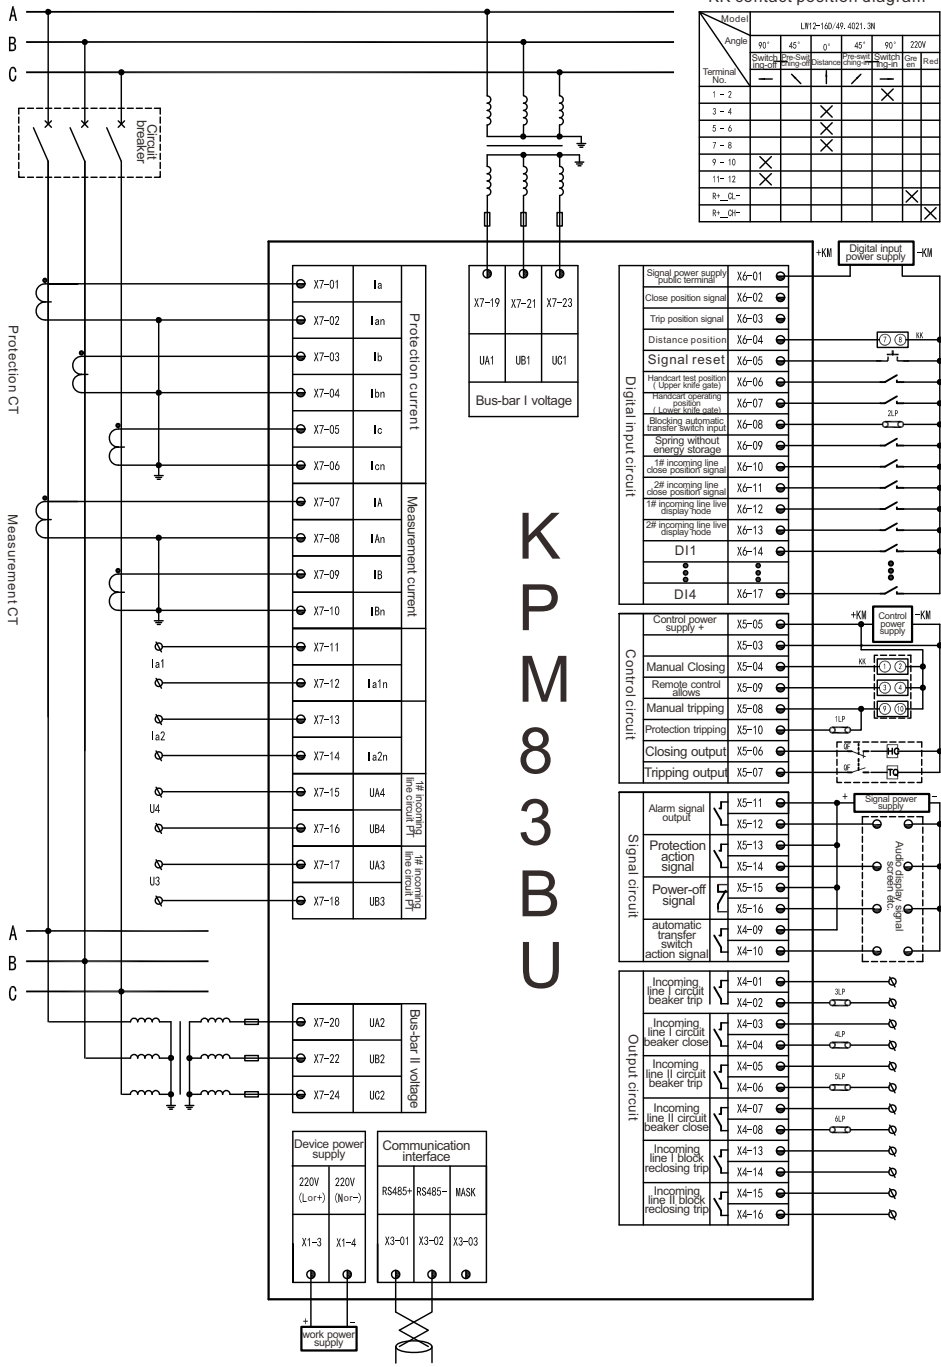 A
B
C
Circuit
breaker
KK contact position diagram
Model
LW12-16D/49.4021.3N
Angle
90° 45° 0° 45° 90° 220V
Switch
ing-off
Pre-Swit
ching-off
Distance
Pre-swit
ching-in
Switch
ing-in
Gre
en
Red
Terminal
No.
1 - 2
3 - 4
5 - 6
7 - 8
9 - 10
11- 12
R+__CL-
R+__CH-
Protection CT
Measurement CT
X7-01 Ia
X7-02 Ian
X7-03 Ib
X7-04 Ibn
X7-05 Ic
X7-06 Icn
Protection current
X7-07 IA
X7-08 IAn
X7-09 IB
X7-10 IBn
Measurement current
Ia1
X7-11
X7-12 Ia1n
Ia2
X7-13
X7-14 Ia2n
U4
X7-15 UA4
X7-16 UB4
1# incoming
line circuit PT
U3
X7-17 UA3
X7-18 UB3
1# incoming
line circuit PT
A
B
C
X7-20 UA2
X7-22 UB2
X7-24 UC2
Bus-bar II voltage
X7-19 X7-21 X7-23
UA1 UB1 UC1
Bus-bar I voltage
KPM83BU
Device power
supply
220V
(Lor+)
220V
(Nor-)
X1-3 X1-4
+ -
work power
supply
Communication
interface
RS485+ RS485- MASK
X3-01 X3-02 X3-03
Digital input circuit
+KM
Digital input
power supply
-KM
Signal power supply
public terminal
X6-01
Close position signal X6-02
Trip position signal X6-03
Distance position X6-04
7 8 KK
Signal reset X6-05
Handcart test position
( Upper knife gate)
X6-06
Handcart operating
position
( Lower knife gate)
X6-07
Blocking automatic
transfer switch input
X6-08
2LP
Spring without
energy storage
X6-09
1# incoming line
close position signal
X6-10
2# incoming line
close position signal
X6-11
1# incoming line live
display node
X6-12
2# incoming line live
display node
X6-13
DI1 X6-14
DI4 X6-17
Control circuit
+KM
Control
power
supply
-KM
Control power
supply +
X5-05
X5-03
Manual Closing X5-04
KK 1 2
Remote control
allows
X5-09
3 4
Manual tripping X5-08
9 10
Protection tripping X5-10
1LP
Closing output X5-06
QF HQ
Tripping output X5-07
QF TQ
Signal circuit
+
Signal power
supply
-
Alarm signal
output
X5-11
X5-12
Protection
action
signal
X5-13
X5-14
Power-off
signal
X5-15
X5-16
automatic
transfer
switch
action signal
X4-09
X4-10
Audio display signal
screen etc.
Output circuit
Incoming
line I circuit
beaker trip
X4-01
X4-02
3LP
Incoming
line I circuit
beaker close
X4-03
X4-04
4LP
Incoming
line II circuit
beaker trip
X4-05
X4-06
5LP
Incoming
line II circuit
beaker close
X4-07
X4-08
6LP
Incoming
line I block
reclosing trip
X4-13
X4-14
Incoming
line II block
reclosing trip
X4-15
X4-16